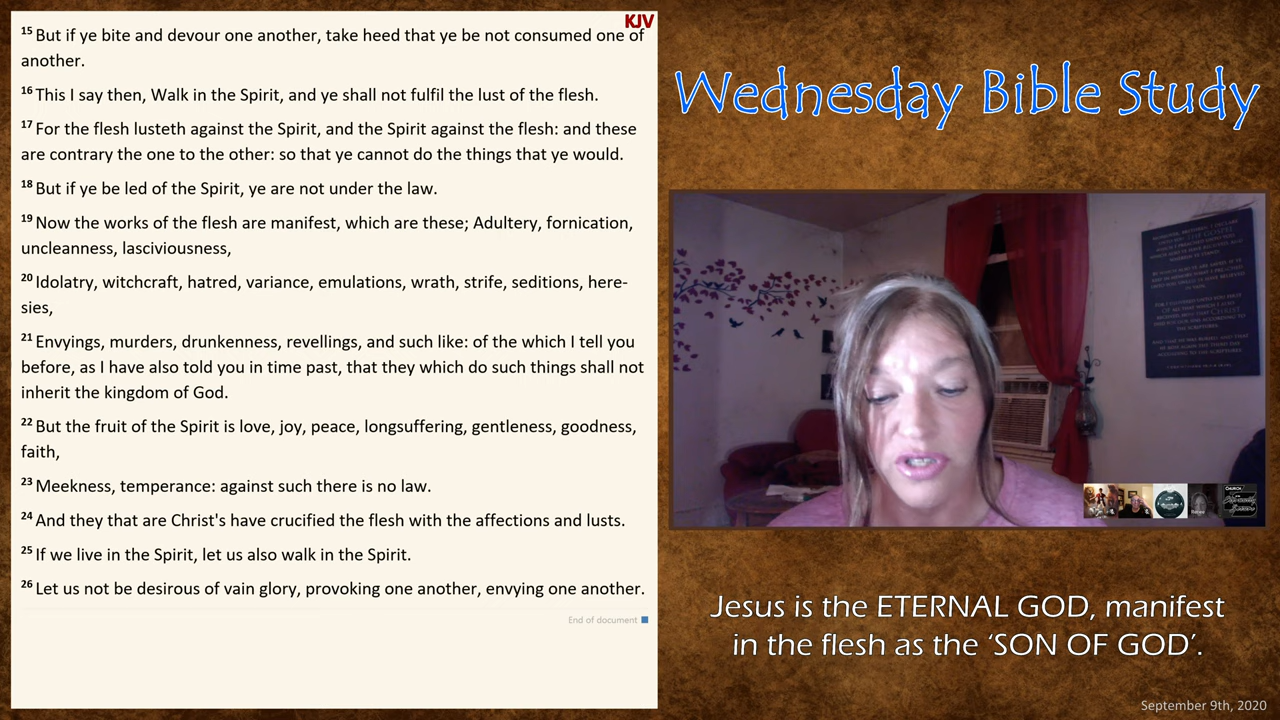 KJV
15 But if ye bite and devour one another, take heed that ye be not consumed one of
another.
16 This I say then, Walk in the Spirit, and ye shall not fulfil the lust of the flesh.
17 For the flesh lusteth against the Spirit, and the Spirit against the flesh: and these
are contrary the one to the other: so that ye cannot do the things that ye would.
18 But if ye be led of the Spirit, ye are not under the law.
19 Now the works of the flesh are manifest, which are these; Adultery, fornication,
uncleanness, lasciviousness,
20 Idolatry, witchcraft, hatred, variance, emulations, wrath, strife, seditions, here-
sies,
21 Envyings, murders, drunkenness, revellings, and such like: of the which I tell you
before, as I have also told you in time past, that they which do such things shall not
inherit the kingdom of God.
22 But the fruit of the Spirit is love, joy, peace, longsuffering, gentleness, goodness,
faith,
23 Meekness, temperance: against such there is no law.
24 And they that are Christ's have crucified the flesh with the affections and lusts.
25 If we live in the Spirit, let us also walk in the Spirit.
26 Let us not be desirous of vain glory, provoking one another, envying one another.
End of document
Wednesday Bible Study
CHURCH
Jesus is the ETERNAL GOD, manifest
in the flesh as the ‘SON OF GOD’.
September 9th, 2020